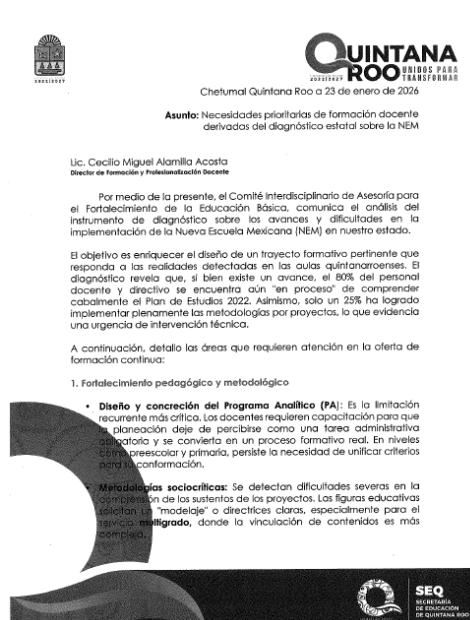 2022/2027
QUINTANA
ROO UNIDOS PARA
TRANSFORMAR
2022/2027
Chetumal Quintana Roo a 23 de enero de 2026
Asunto: Necesidades prioritarias de formación docente
derivadas del diagnóstico estatal sobre la NEM
Lic. Cecilio Miguel Alamilla Acosta
Director de Formación y Profesionalización Docente
Por medio de la presente, el Comité Interdisciplinario de Asesoría para
el Fortalecimiento de la Educación Básica, comunica el análisis del
instrumento de diagnóstico sobre los avances y dificultades en la
implementación de la Nueva Escuela Mexicana (NEM) en nuestro estado.
El objetivo es enriquecer el diseño de un trayecto formativo pertinente que
responda a las realidades detectadas en las aulas quintanarroenses. El
diagnóstico revela que, si bien existe un avance, el 80% del personal
docente y directivo se encuentra aún "en proceso" de comprender
cabalmente el Plan de Estudios 2022. Asimismo, solo un 25% ha logrado
implementar plenamente las metodologías por proyectos, lo que evidencia
una urgencia de intervención técnica.
A continuación, detallo las áreas que requieren atención en la oferta de
formación continua:
1. Fortalecimiento pedagógico y metodológico
• Diseño y concreción del Programa Analítico (PA): Es la limitación
recurrente más crítica. Los docentes requieren capacitación para que
la planeación deje de percibirse como una tarea administrativa
obligatoria y se convierta en un proceso formativo real. En niveles
como preescolar y primaria, persiste la necesidad de unificar criterios
para su conformación.
• Metodologías sociocríticas: Se detectan dificultades severas en la
comprensión de los sustentos de los proyectos. Las figuras educativas
solicitan un "modelaje" o directrices claras, especialmente para el
servicio multigrado, donde la vinculación de contenidos es más
compleja.
SEQ
SECRETARÍA
DE EDUCACIÓN
DE QUINTANA ROO